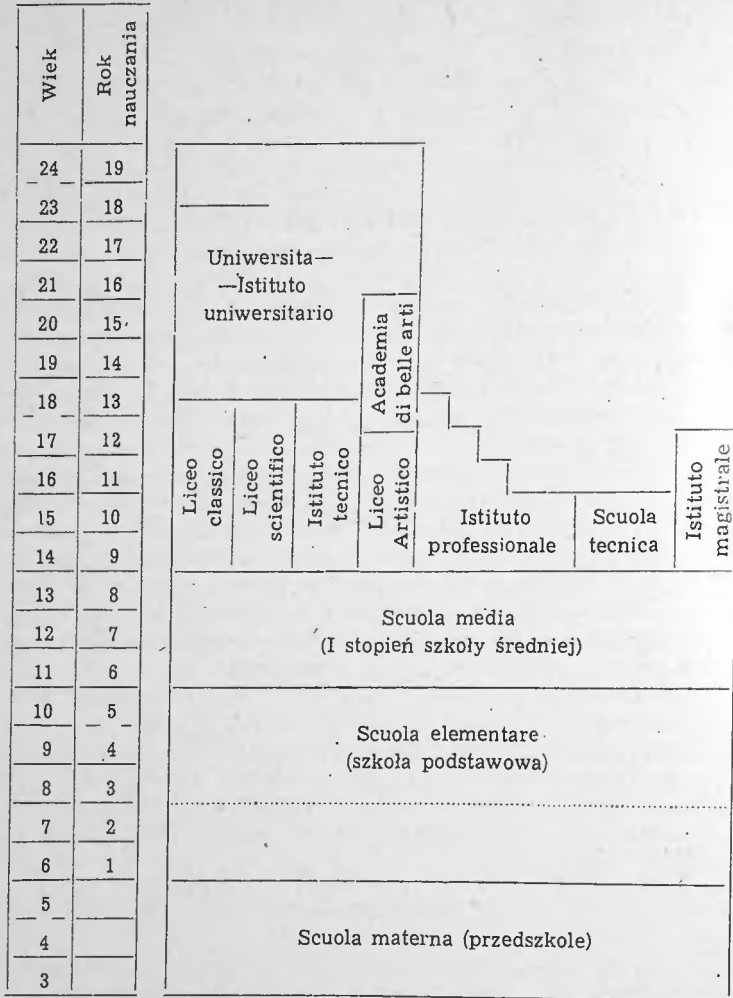 Wiek
Rok
nauczania
24 19
23 18
22 17
21 16
20 15
19 14
18 13
17 12
16 11
15 10
14 9
13 8
12 7
11 6
10 5
9 4
8 3
7 2
6 1
5
4
3
Uniwersita—
—Istituto
uniwersitario
Academia
di belle arti
Liceo
classico
Liceo
scientifico
Istituto
tecnico
Liceo
Artistico
Istituto
professionale
Scuola
tecnica
Istituto
magistrale
Scuola media
(I stopień szkoły średniej)
Scuola elementare
(szkoła podstawowa)
Scuola materna (przedszkole)